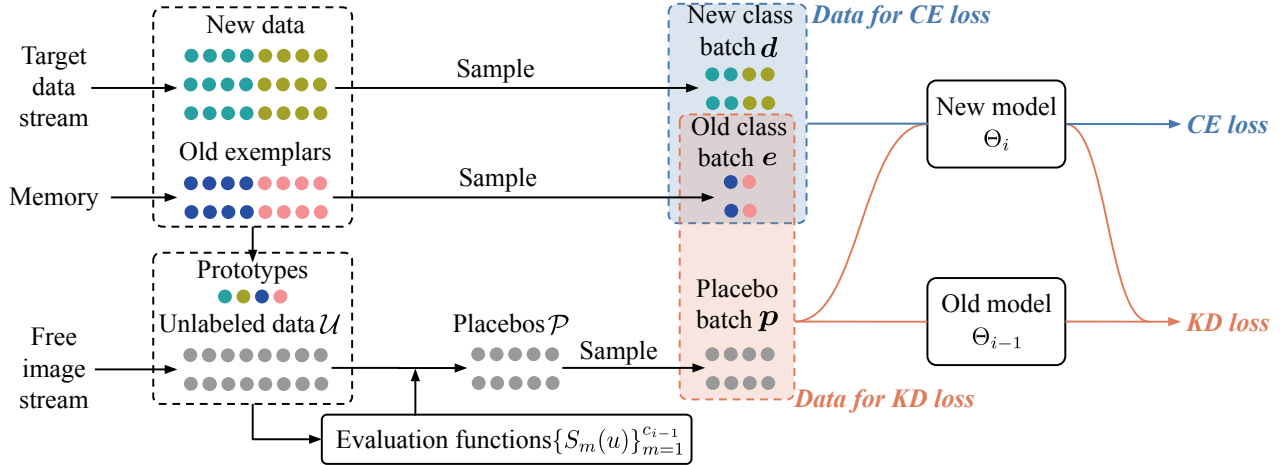 Target
data
stream
New data
Sample
New class
batch d
Data for CE loss
Memory
Old exemplars
Sample
Old class
batch e
New model
Θ_i
CE loss
Prototypes
Unlabeled data 𝒰
Free
image
stream
Placebos 𝒫
Sample
Placebo
batch p
Old model
Θ_{i−1}
KD loss
Data for KD loss
Evaluation functions{S_m(u)}_{m=1}^{c_{i−1}}